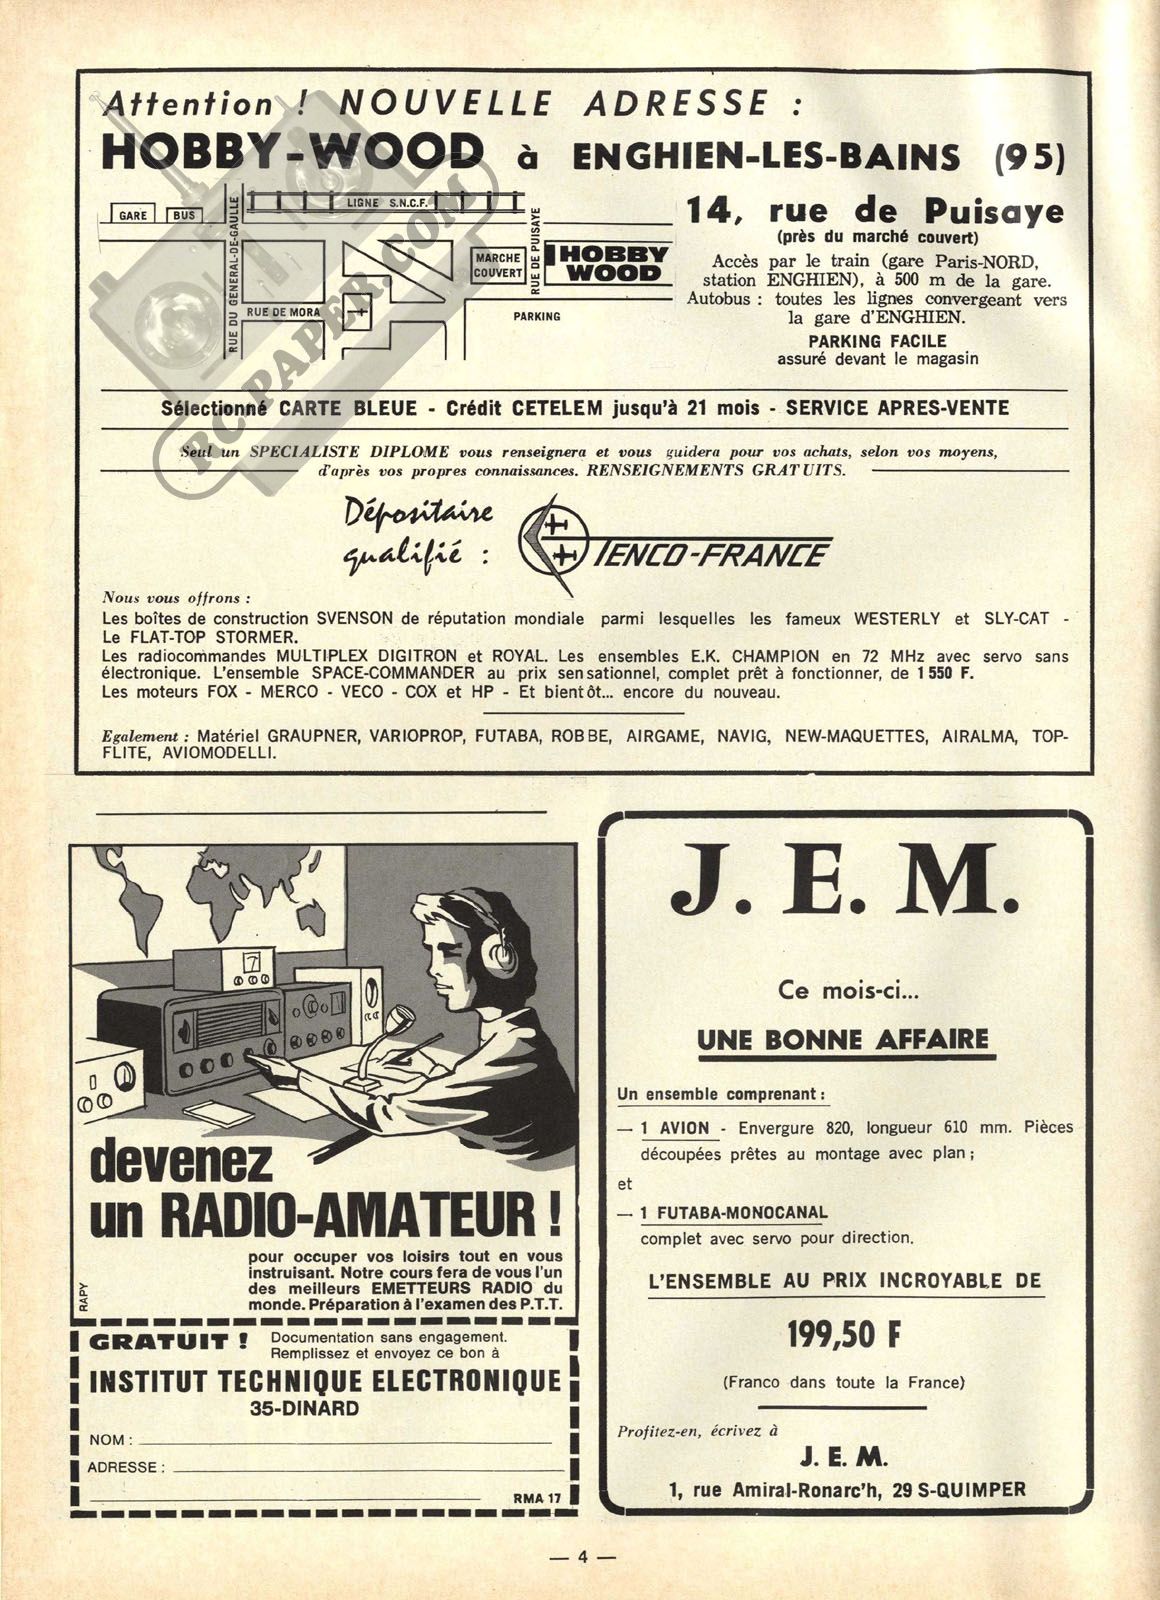 Attention ! NOUVELLE ADRESSE :
HOBBY-WOOD à ENGHIEN-LES-BAINS (95)
GARE
BUS
RUE DU GENERAL-DE-GAULLE
LIGNE S.N.C.F.
RUE DE MORA
MARCHE
COUVERT
RUE DE PUISAYE
HOBBY
WOOD
PARKING
14, rue de Puisaye
(près du marché couvert)
Accès par le train (gare Paris-NORD,
station ENGHIEN), à 500 m de la gare.
Autobus : toutes les lignes convergeant vers
la gare d'ENGHIEN.
PARKING FACILE
assuré devant le magasin
RC-PAPER.COM
Sélectionné CARTE BLEUE - Crédit CETELEM jusqu'à 21 mois - SERVICE APRES-VENTE
Seul un SPECIALISTE DIPLOME vous renseignera et vous guidera pour vos achats, selon vos moyens,
d'après vos propres connaissances. RENSEIGNEMENTS GRATUITS.
Dépositaire
qualifié :
TENCO-FRANCE
Nous vous offrons :
Les boîtes de construction SVENSON de réputation mondiale parmi lesquelles les fameux WESTERLY et SLY-CAT -
Le FLAT-TOP STORMER.
Les radiocommandes MULTIPLEX DIGITRON et ROYAL. Les ensembles E.K. CHAMPION en 72 MHz avec servo sans
électronique. L'ensemble SPACE-COMMANDER au prix sensationnel, complet prêt à fonctionner, de 1 550 F.
Les moteurs FOX - MERCO - VECO - COX et HP - Et bientôt... encore du nouveau.
Egalement : Matériel GRAUPNER, VARIOPROP, FUTABA, ROBBE, AIRGAME, NAVIG, NEW-MAQUETTES, AIRALMA, TOP-
FLITE, AVIOMODELLI.
7
devenez
un RADIO-AMATEUR !
pour occuper vos loisirs tout en vous
instruisant. Notre cours fera de vous l'un
des meilleurs EMETTEURS RADIO du
monde. Préparation à l'examen des P.T.T.
RAPY
GRATUIT ! Documentation sans engagement.
Remplissez et envoyez ce bon à
INSTITUT TECHNIQUE ELECTRONIQUE
35-DINARD
NOM :
ADRESSE :
RMA 17
J. E. M.
Ce mois-ci...
UNE BONNE AFFAIRE
Un ensemble comprenant :
— 1 AVION - Envergure 820, longueur 610 mm. Pièces
découpées prêtes au montage avec plan ;
et
— 1 FUTABA-MONOCANAL
complet avec servo pour direction.
L'ENSEMBLE AU PRIX INCROYABLE DE
199,50 F
(Franco dans toute la France)
Profitez-en, écrivez à
J. E. M.
1, rue Amiral-Ronarc'h, 29 S-QUIMPER
— 4 —